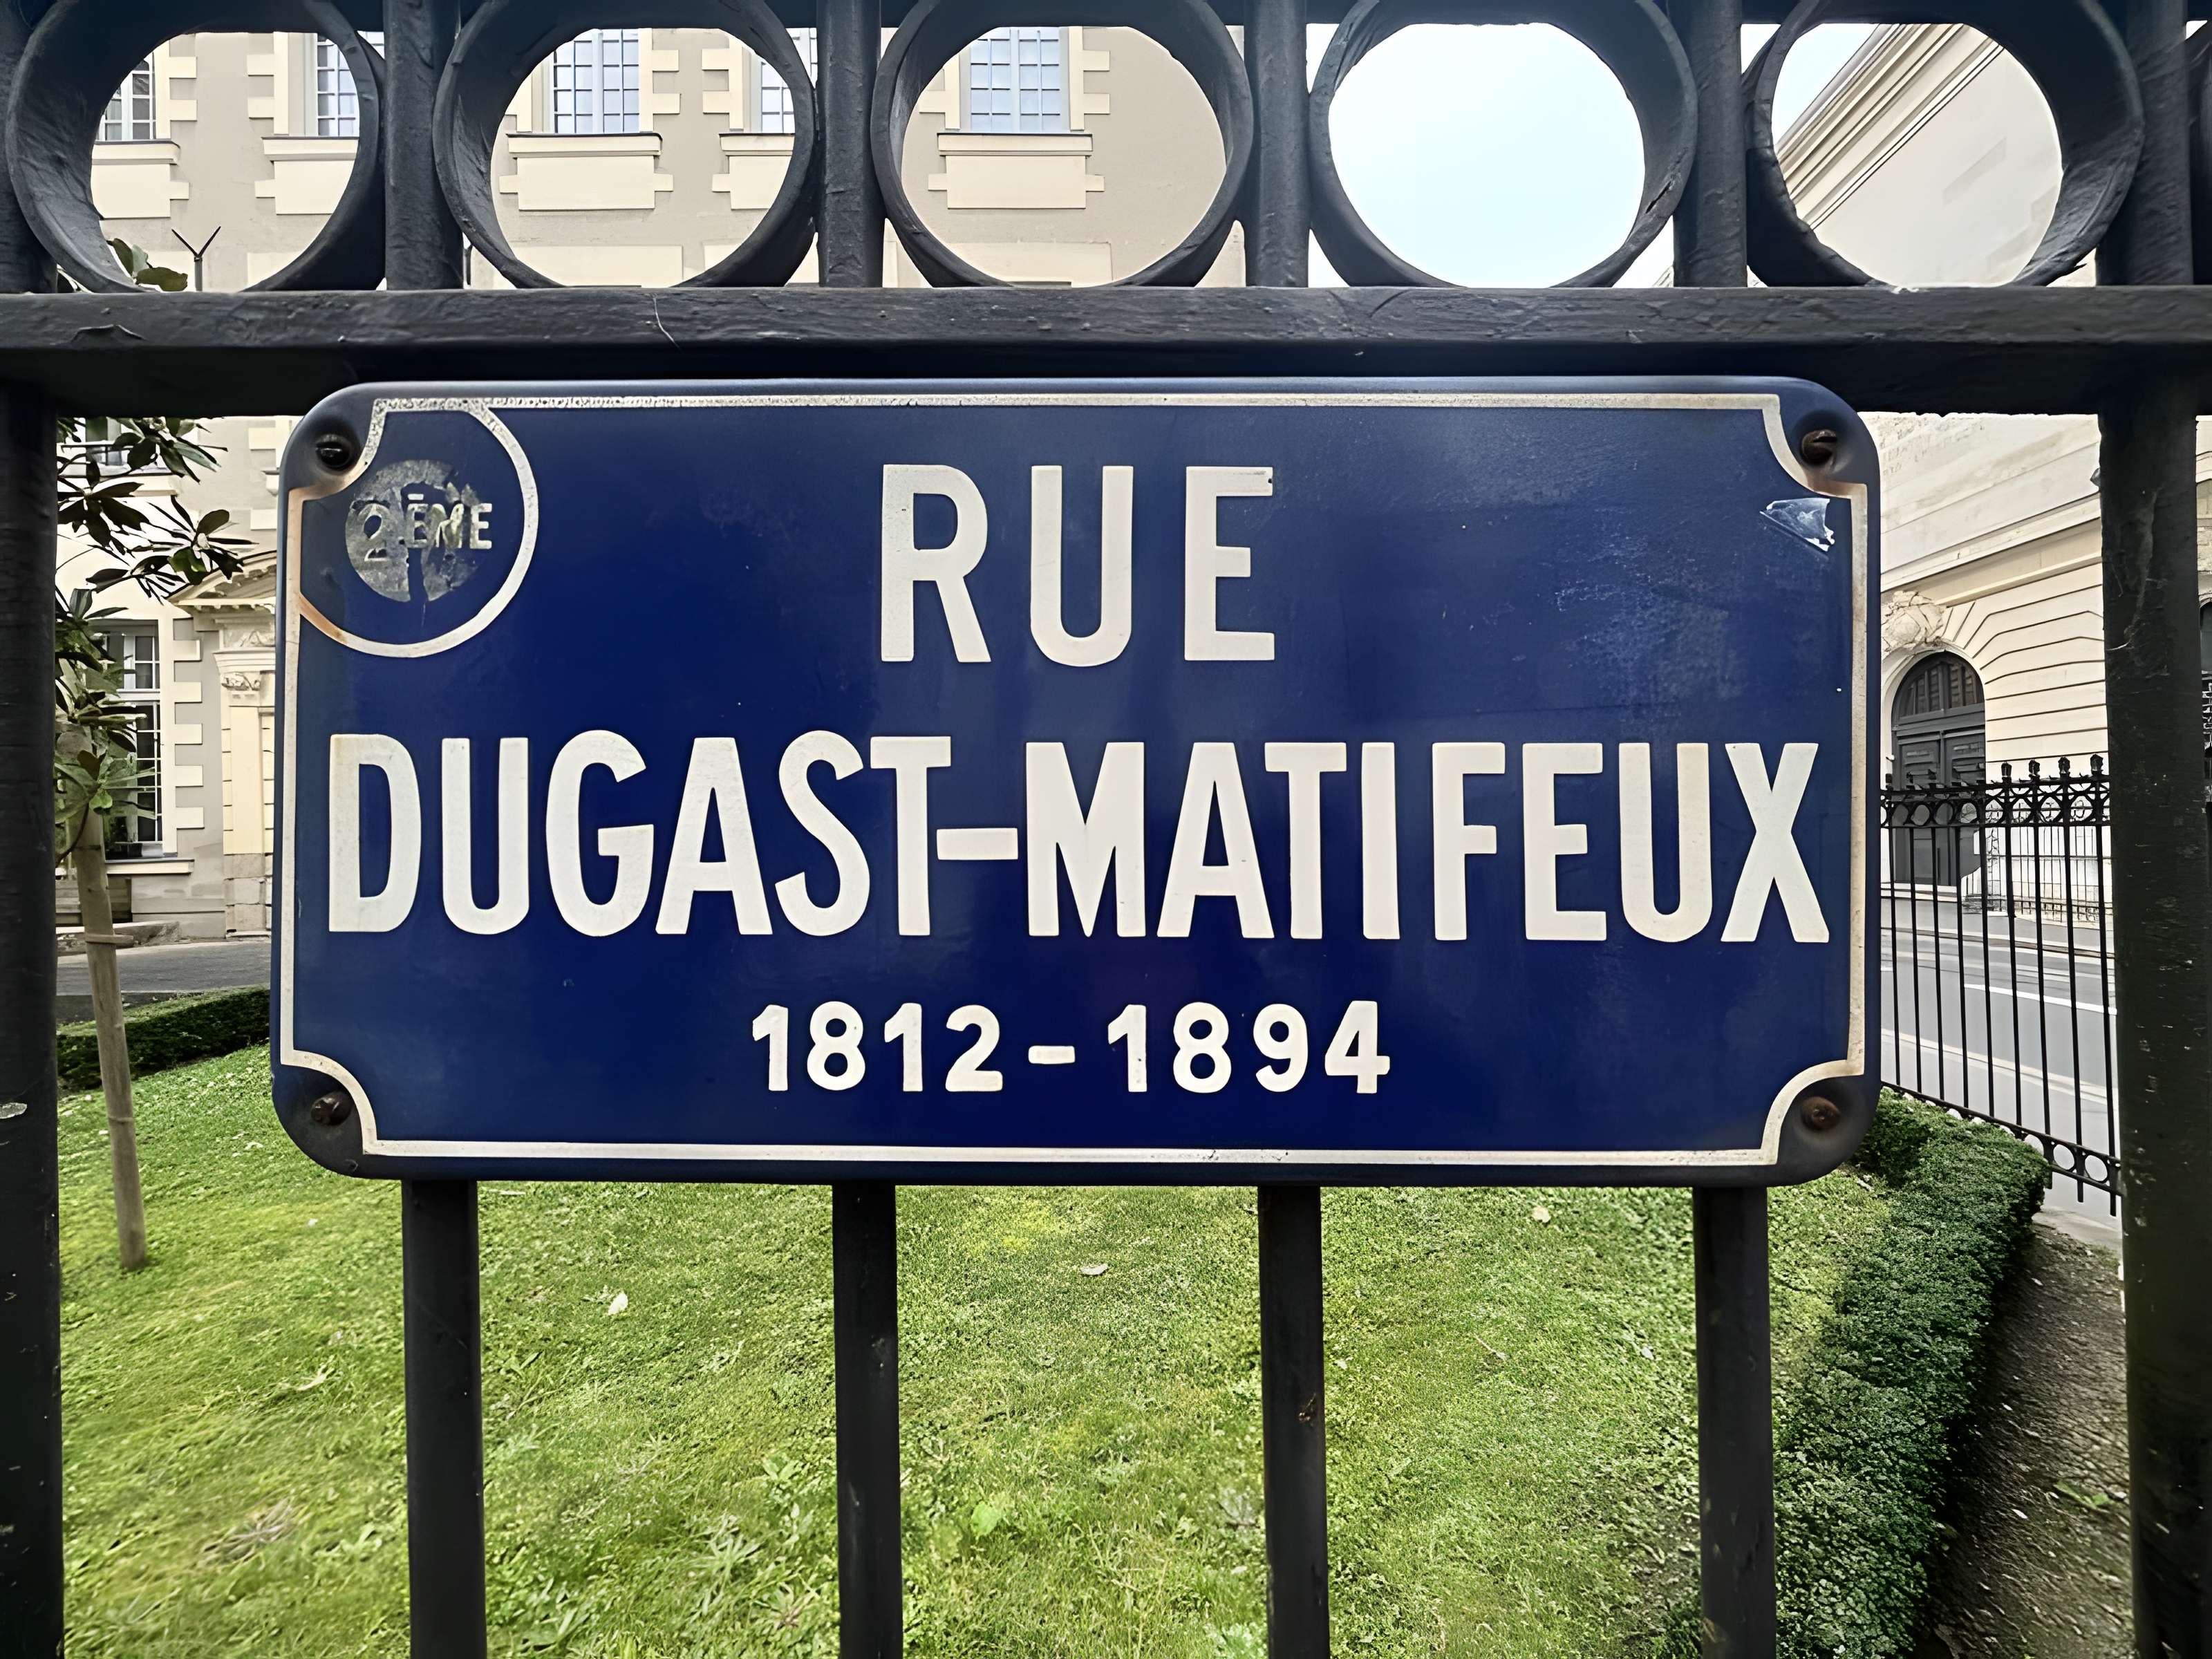 2ÈME
RUE
DUGAST-MATIFEUX
1812-1894